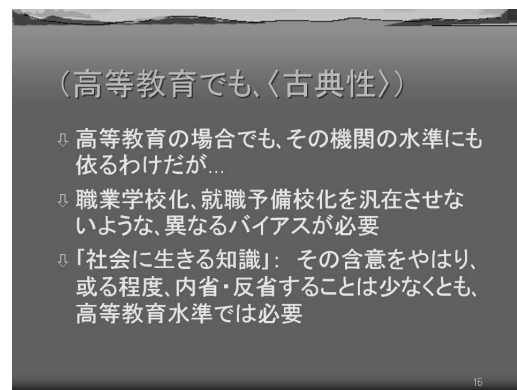 （高等教育でも、〈古典性〉）
⇩ 高等教育の場合でも、その機関の水準にも
依るわけだが...
⇩ 職業学校化、就職予備校化を汎在させな
いような、異なるバイアスが必要
⇩ 「社会に生きる知識」： その含意をやはり、
或る程度、内省・反省することは少なくとも、
高等教育水準では必要
16